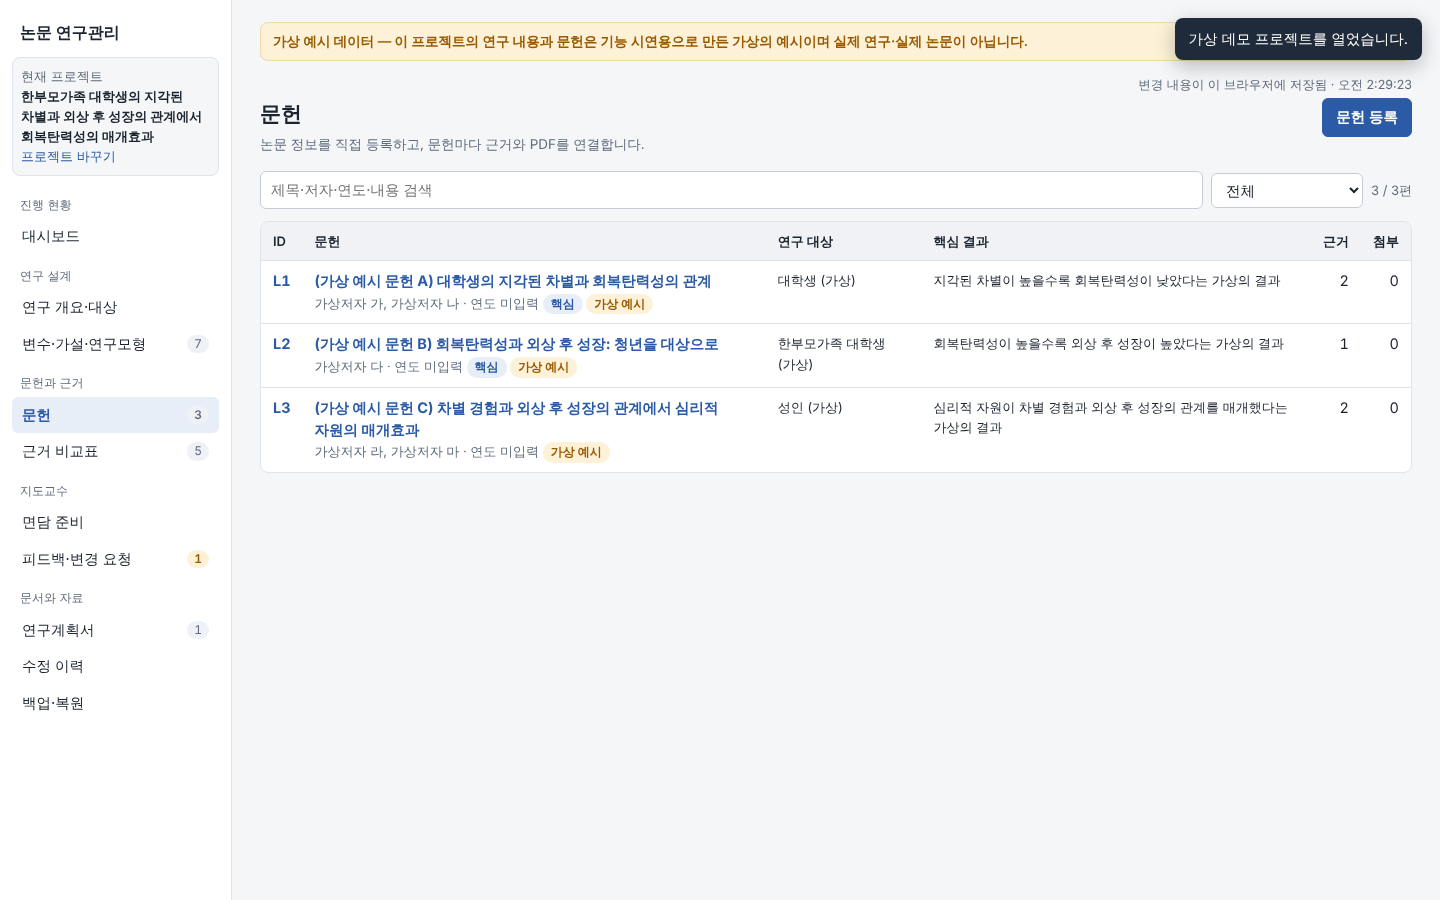 논문 연구관리
현재 프로젝트
한부모가족 대학생의 지각된
차별과 외상 후 성장의 관계에서
회복탄력성의 매개효과
프로젝트 바꾸기
진행 현황
대시보드
연구 설계
연구 개요·대상
변수·가설·연구모형 7
문헌과 근거
문헌 3
근거 비교표 5
지도교수
면담 준비
피드백·변경 요청 1
문서와 자료
연구계획서 1
수정 이력
백업·복원
가상 예시 데이터 — 이 프로젝트의 연구 내용과 문헌은 기능 시연용으로 만든 가상의 예시이며 실제 연구·실제 논문이 아닙니다.
가상 데모 프로젝트를 열었습니다.
변경 내용이 이 브라우저에 저장됨 · 오전 2:29:23
문헌
문헌 등록
논문 정보를 직접 등록하고, 문헌마다 근거와 PDF를 연결합니다.
제목·저자·연도·내용 검색
전체
3 / 3편
ID 문헌 연구 대상 핵심 결과 근거 첨부
L1 (가상 예시 문헌 A) 대학생의 지각된 차별과 회복탄력성의 관계 대학생 (가상) 지각된 차별이 높을수록 회복탄력성이 낮았다는 가상의 결과 2 0
가상저자 가, 가상저자 나 · 연도 미입력 핵심 가상 예시
L2 (가상 예시 문헌 B) 회복탄력성과 외상 후 성장: 청년을 대상으로 한부모가족 대학생 회복탄력성이 높을수록 외상 후 성장이 높았다는 가상의 결과 1 0
가상저자 다 · 연도 미입력 핵심 가상 예시 (가상)
L3 (가상 예시 문헌 C) 차별 경험과 외상 후 성장의 관계에서 심리적 성인 (가상) 심리적 자원이 차별 경험과 외상 후 성장의 관계를 매개했다는 2 0
자원의 매개효과 가상의 결과
가상저자 라, 가상저자 마 · 연도 미입력 가상 예시